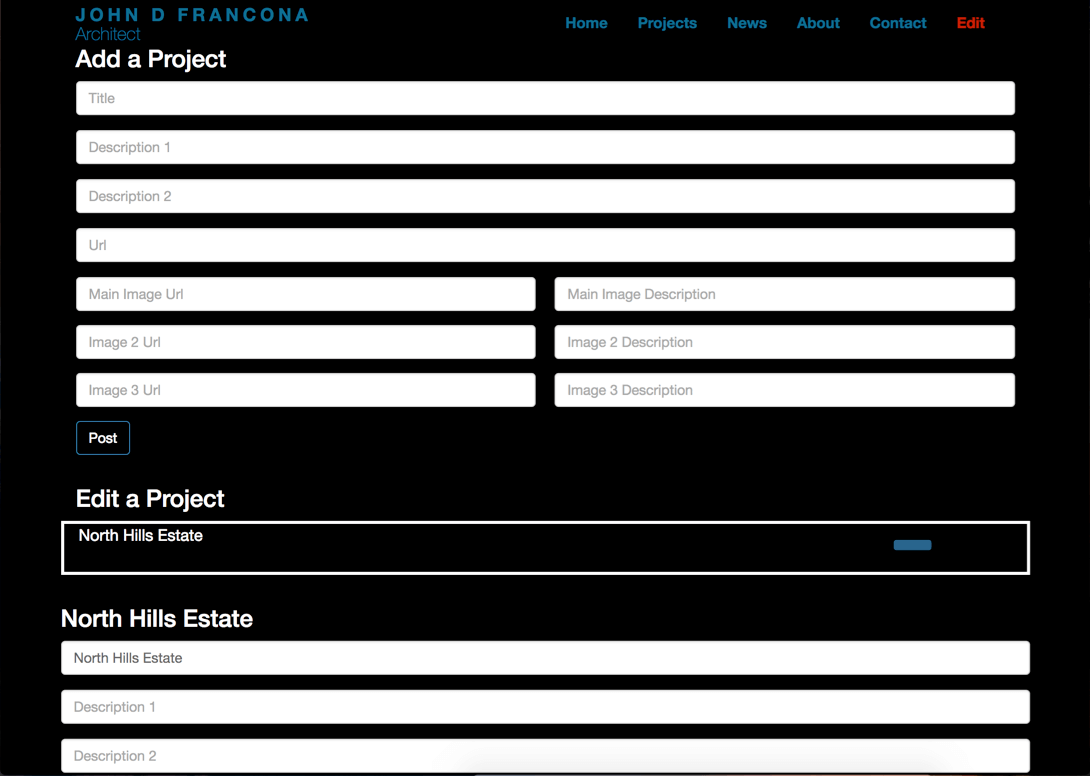 JOHN D FRANCONA
Architect
Home Projects News About Contact Edit
Add a Project
Title
Description 1
Description 2
Url
Main Image Url Main Image Description
Image 2 Url Image 2 Description
Image 3 Url Image 3 Description
Post
Edit a Project
North Hills Estate
North Hills Estate
North Hills Estate
Description 1
Description 2